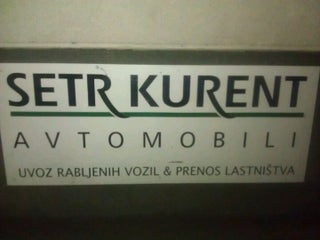 SETR KURENT
AVTOMOBILI
UVOZ RABLJENIH VOZIL & PRENOS LASTNIŠTVA